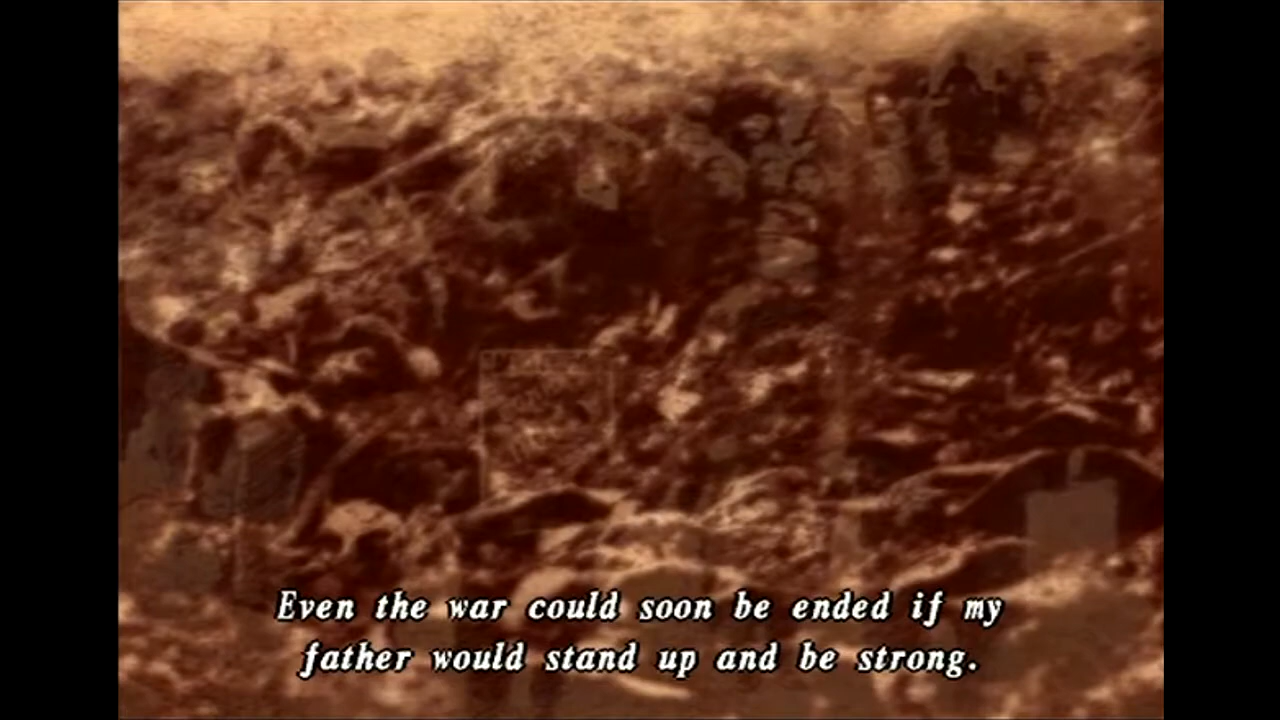 Even the war could soon be ended if my
father would stand up and be strong.